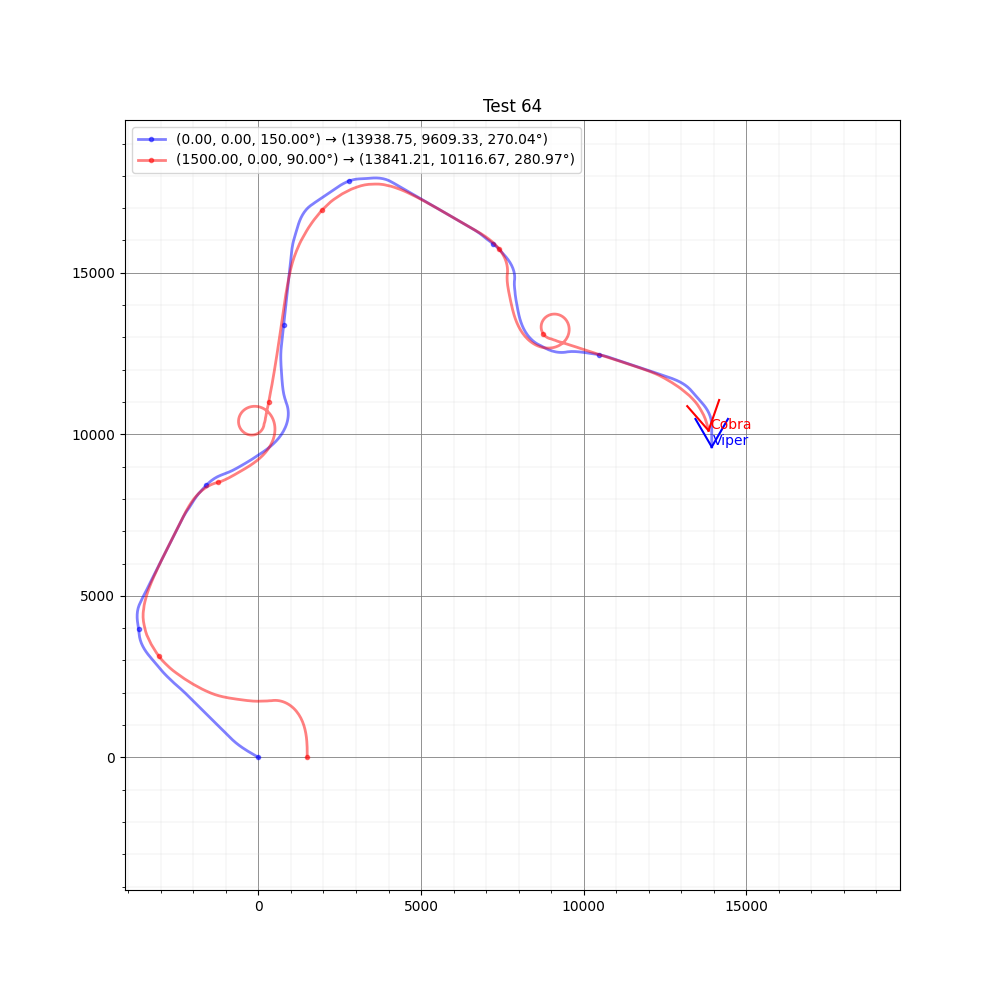 Test 64
(0.00, 0.00, 150.00°) → (13938.75, 9609.33, 270.04°)
(1500.00, 0.00, 90.00°) → (13841.21, 10116.67, 280.97°)
15000
10000
5000
0
Cobra
Viper
0 5000 10000 15000